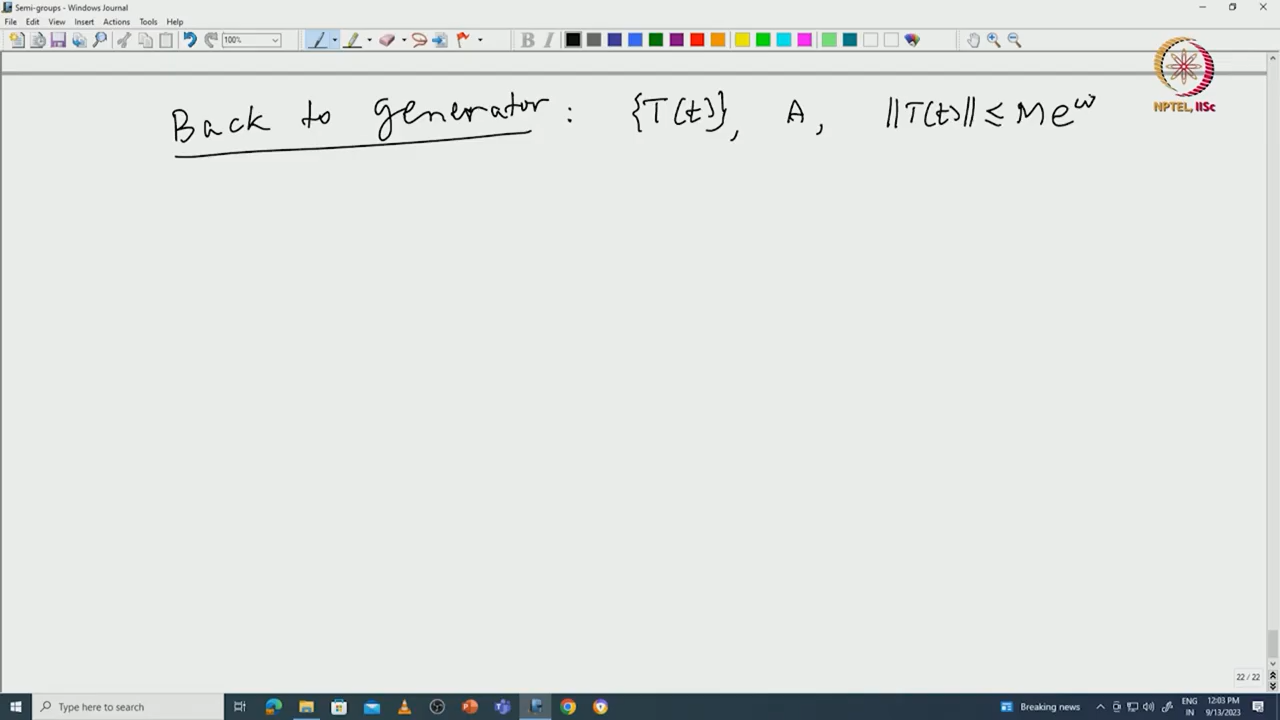 Semi-groups - Windows Journal
File Edit View Insert Actions Tools Help
100%
B I
NPTEL, IISc
Back to generator : {T(t)}, A, ||T(t)|| ≤ M e^ω
22 / 22
Type here to search
Breaking news
ENG
IN
12:03 PM
9/13/2023